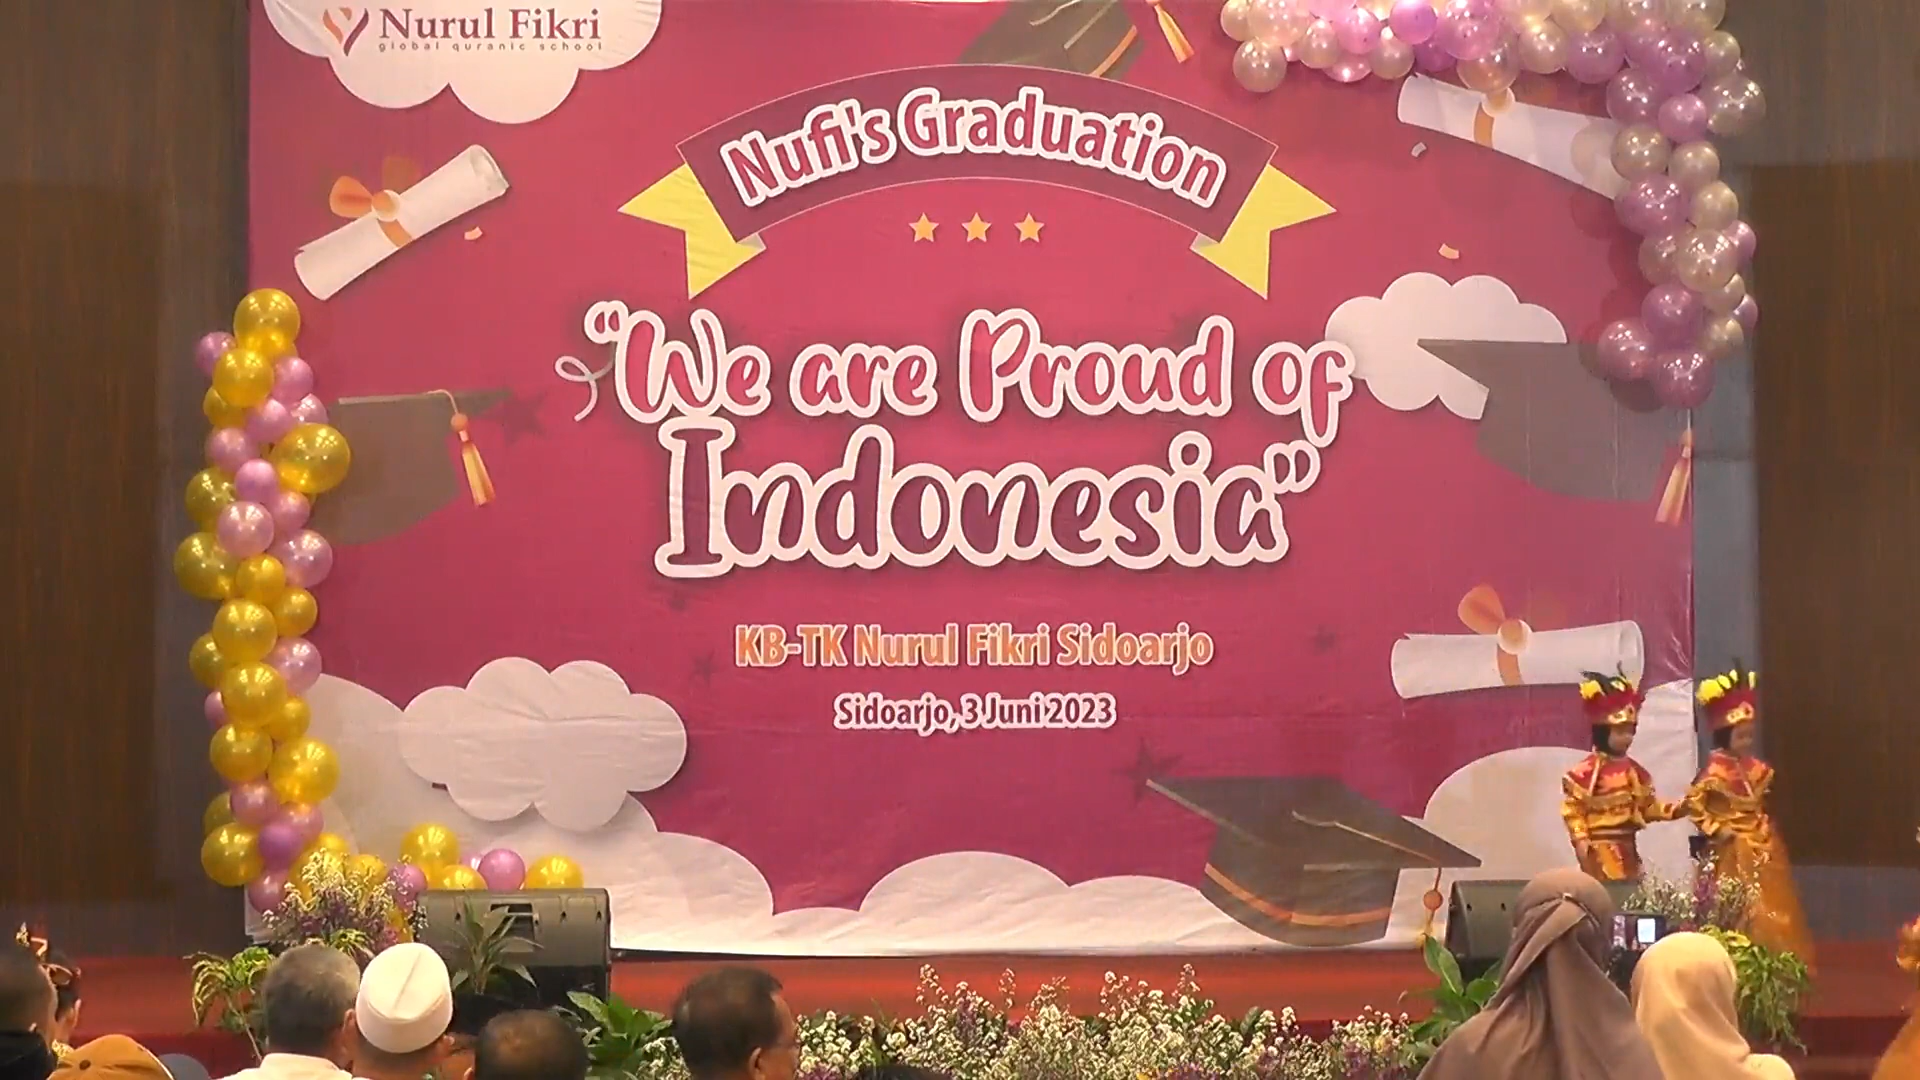 Nurul Fikri
global quranic school
Nufi's Graduation
“We are Proud of
Indonesia”
KB-TK Nurul Fikri Sidoarjo
Sidoarjo, 3 Juni 2023